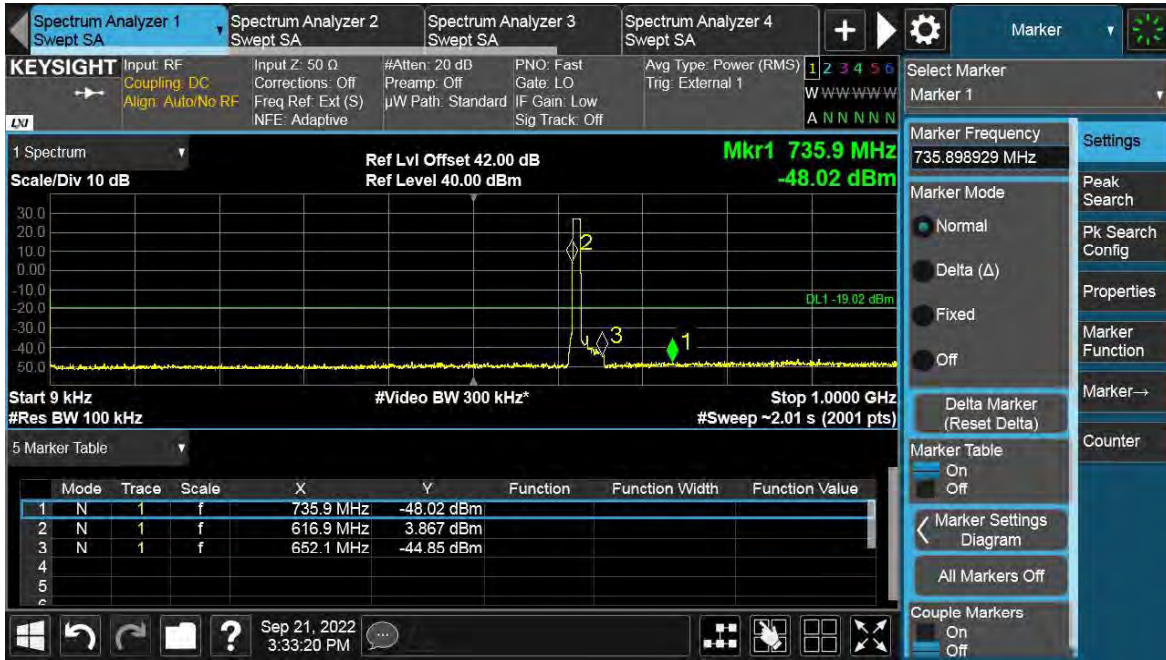 Spectrum Analyzer 1
Swept SA
Spectrum Analyzer 2
Swept SA
Spectrum Analyzer 3
Swept SA
Spectrum Analyzer 4
Swept SA
+
Marker
KEYSIGHT
LXI
Input: RF
Coupling: DC
Align: Auto/No RF
Input Z: 50 Ω
Corrections: Off
Freq Ref: Ext (S)
NFE: Adaptive
#Atten: 20 dB
Preamp: Off
µW Path: Standard
PNO: Fast
Gate: LO
IF Gain: Low
Sig Track: Off
Avg Type: Power (RMS)
Trig: External 1
1 2 3 4 5 6
W W W W W W
A N N N N N
1 Spectrum
Scale/Div 10 dB
Ref Lvl Offset 42.00 dB
Ref Level 40.00 dBm
Mkr1 735.9 MHz
-48.02 dBm
30.0
20.0
10.0
0.00
-10.0
-20.0
-30.0
-40.0
50.0
2
3
1
DL1 -19.02 dBm
Start 9 kHz
#Res BW 100 kHz
#Video BW 300 kHz*
Stop 1.0000 GHz
#Sweep ~2.01 s (2001 pts)
5 Marker Table
Mode Trace Scale X Y Function Function Width Function Value
1 N 1 f 735.9 MHz -48.02 dBm
2 N 1 f 616.9 MHz 3.867 dBm
3 N 1 f 652.1 MHz -44.85 dBm
4
5
Select Marker
Marker 1
Marker Frequency
735.898929 MHz
Marker Mode
Normal
Delta (Δ)
Fixed
Off
Delta Marker
(Reset Delta)
Marker Table
On
Off
Marker Settings
Diagram
All Markers Off
Couple Markers
On
Off
Settings
Peak
Search
Pk Search
Config
Properties
Marker
Function
Marker→
Counter
?
Sep 21, 2022
3:33:20 PM